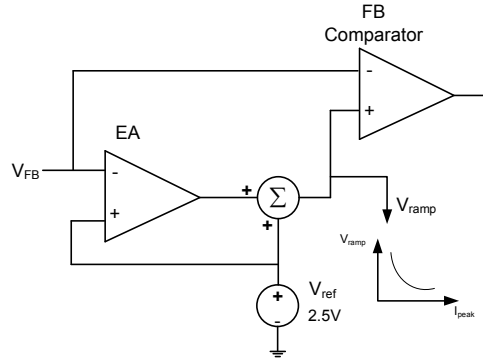 FB
Comparator
-
+
EA
V_FB
-
+
+
Σ
+
V_ramp
V_ramp
I_peak
+
-
V_ref
2.5V